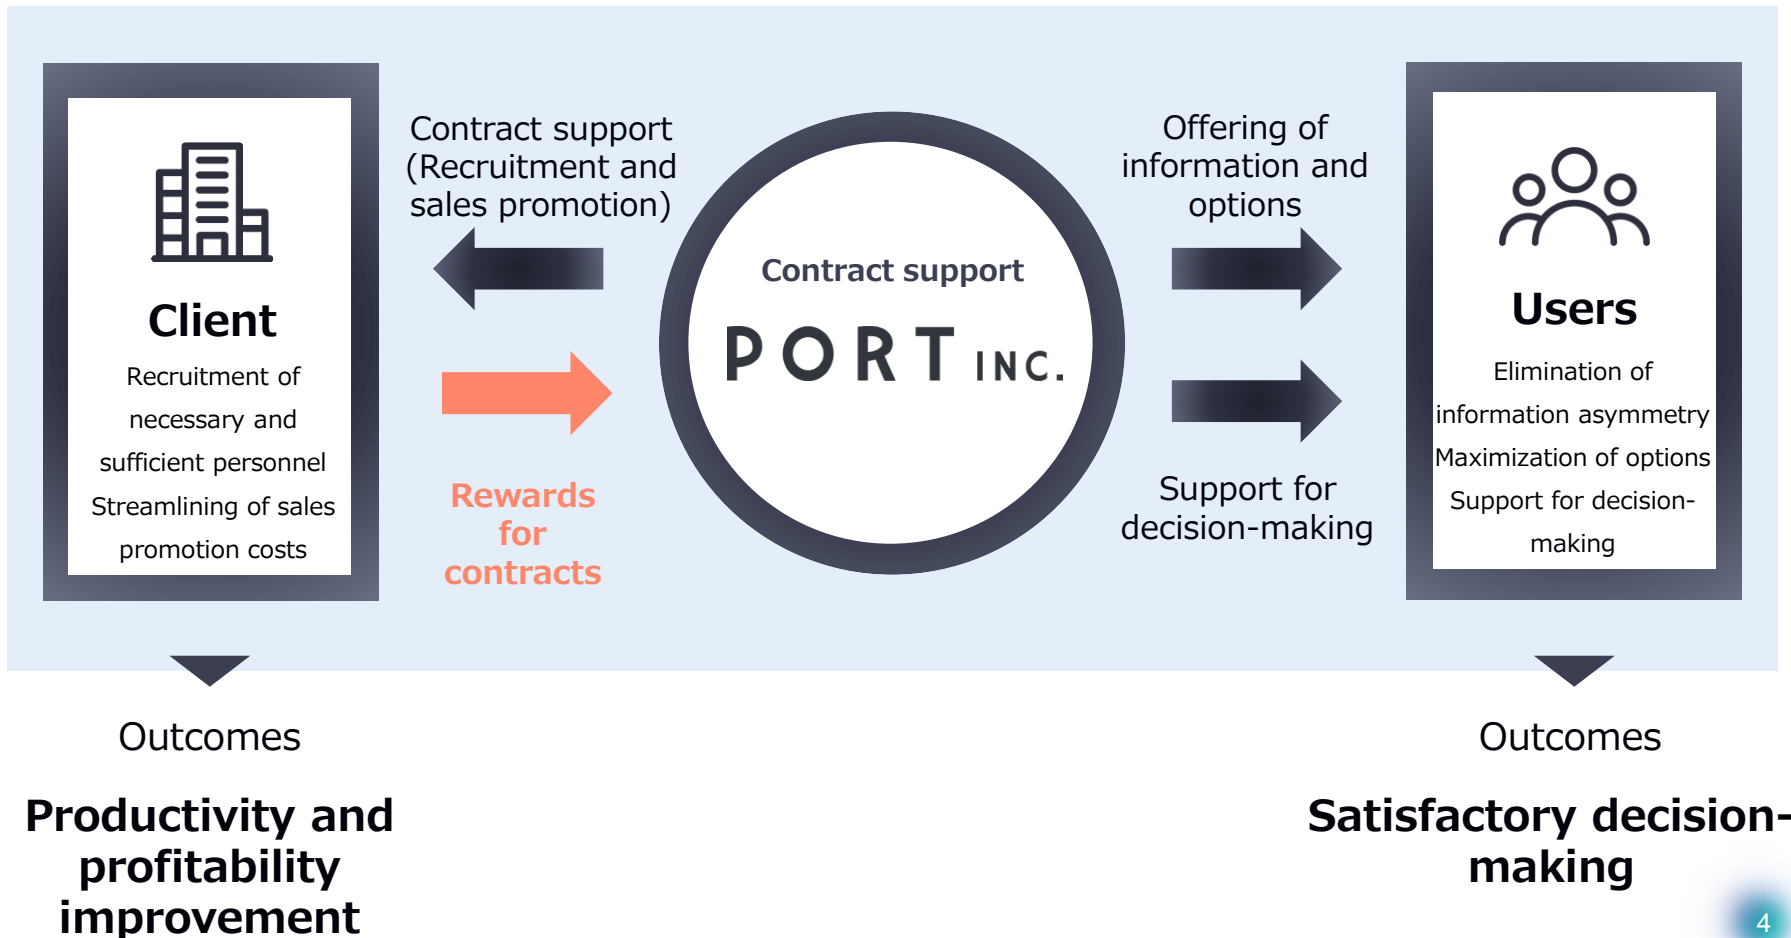 Client
Recruitment of
necessary and
sufficient personnel
Streamlining of sales
promotion costs
Contract support
(Recruitment and
sales promotion)
Rewards
for
contracts
Contract support
PORT INC.
Offering of
information and
options
Support for
decision-making
Users
Elimination of
information asymmetry
Maximization of options
Support for decision-
making
Outcomes
Productivity and
profitability
improvement
Outcomes
Satisfactory decision-
making
4